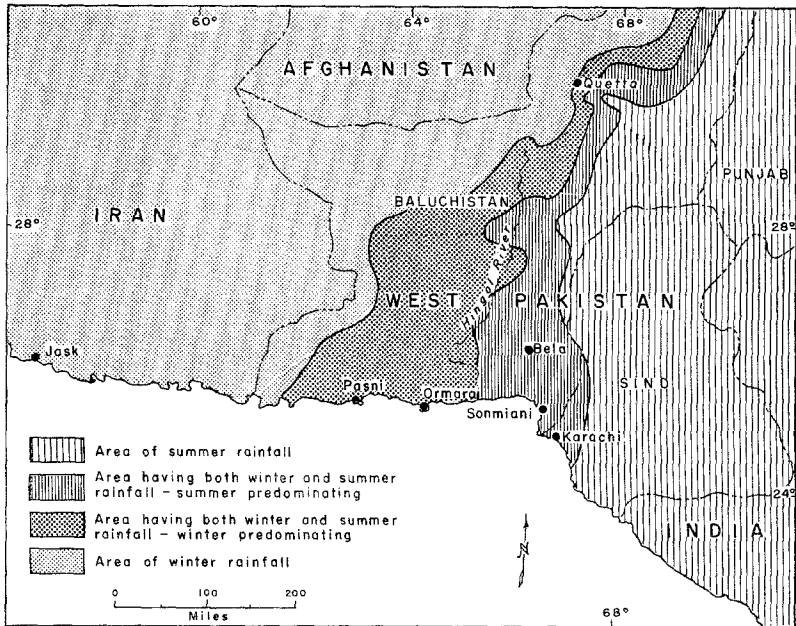 60°
64°
68°
AFGHANISTAN
Quetta
PUNJAB
BALUCHISTAN
IRAN
28°
28°
Hingol River
WEST PAKISTAN
Jask
Bela
SIND
Pasni
Ormara
Sonmiani
Karachi
Area of summer rainfall
Area having both winter and summer
rainfall – summer predominating
24°
Area having both winter and summer
rainfall – winter predominating
INDIA
Area of winter rainfall
N
0 100 200
Miles
68°